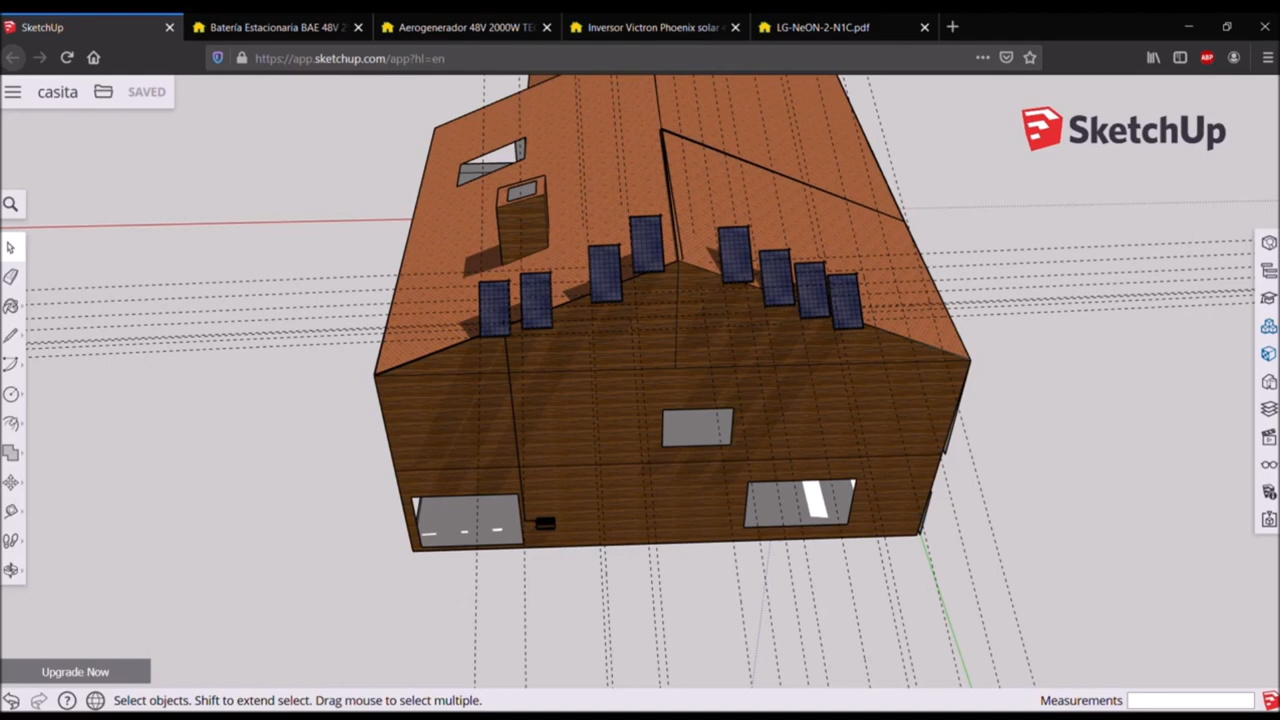 SketchUp
Batería Estacionaria BAE 48V 2
Aerogenerador 48V 2000W TE
Inversor Victron Phoenix solar
LG-NeON-2-N1C.pdf
https://app.sketchup.com/app?hl=en
ABP
casita
SAVED
SketchUp
Upgrade Now
Select objects. Shift to extend select. Drag mouse to select multiple.
Measurements